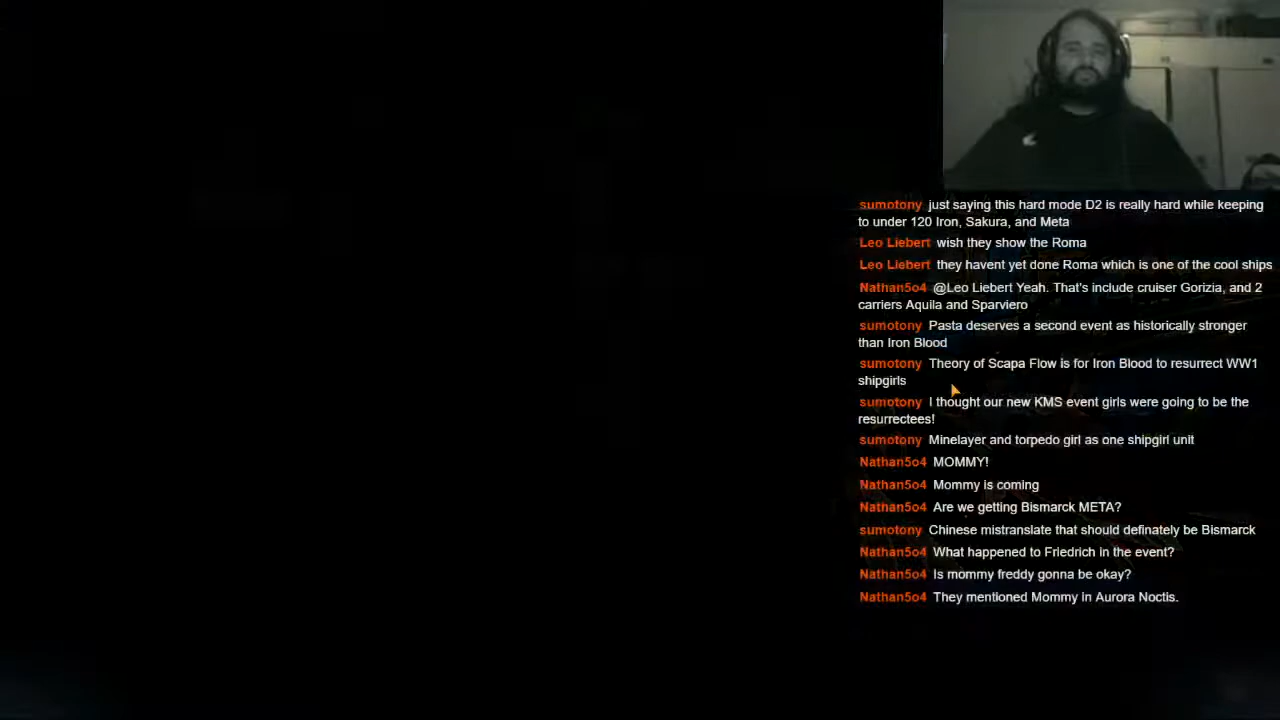 sumotony just saying this hard mode D2 is really hard while keeping
to under 120 Iron, Sakura, and Meta
Leo Liebert wish they show the Roma
Leo Liebert they havent yet done Roma which is one of the cool ships
Nathan5o4 @Leo Liebert Yeah. That's include cruiser Gorizia, and 2
carriers Aquila and Sparviero
sumotony Pasta deserves a second event as historically stronger
than Iron Blood
sumotony Theory of Scapa Flow is for Iron Blood to resurrect WW1
shipgirls
sumotony I thought our new KMS event girls were going to be the
resurrectees!
sumotony Minelayer and torpedo girl as one shipgirl unit
Nathan5o4 MOMMY!
Nathan5o4 Mommy is coming
Nathan5o4 Are we getting Bismarck META?
sumotony Chinese mistranslate that should definately be Bismarck
Nathan5o4 What happened to Friedrich in the event?
Nathan5o4 Is mommy freddy gonna be okay?
Nathan5o4 They mentioned Mommy in Aurora Noctis.